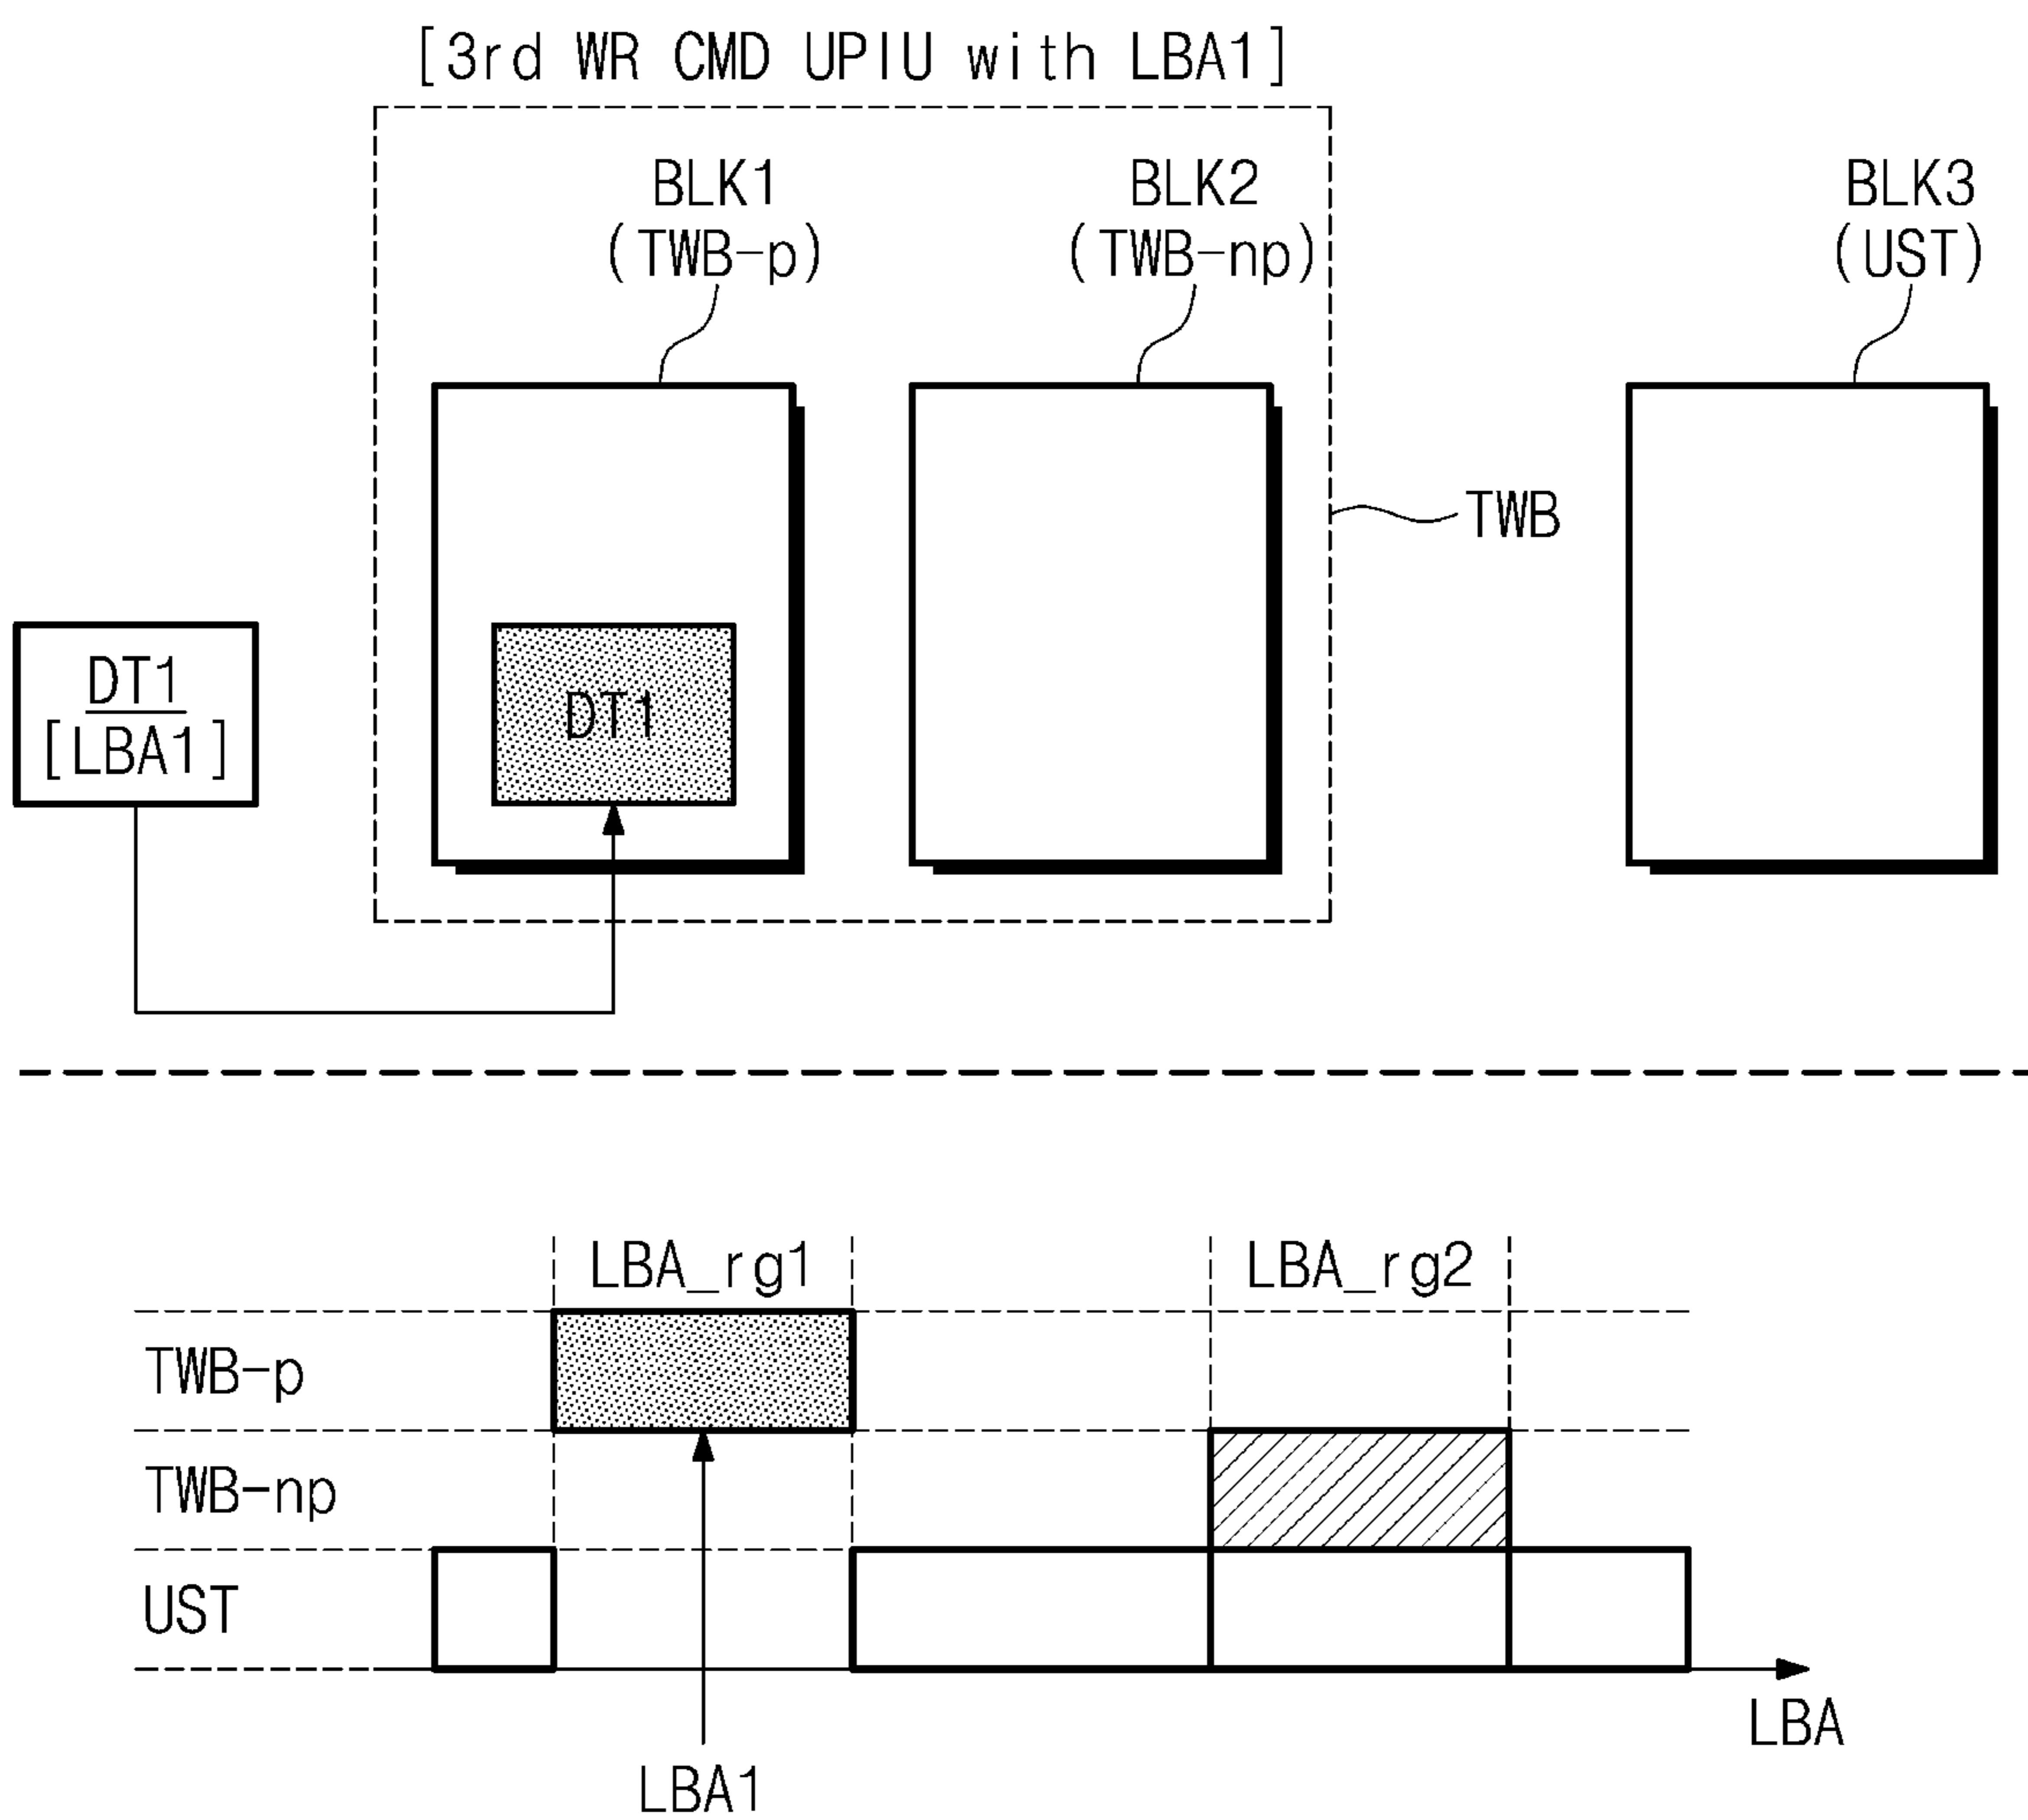 [3rd WR CMD UPIU with LBA1]
BLK1
(TWB-p)
BLK2
(TWB-np)
BLK3
(UST)
TWB
DT1
[LBA1]
DT1
LBA_rg1
LBA_rg2
TWB-p
TWB-np
UST
LBA
LBA1